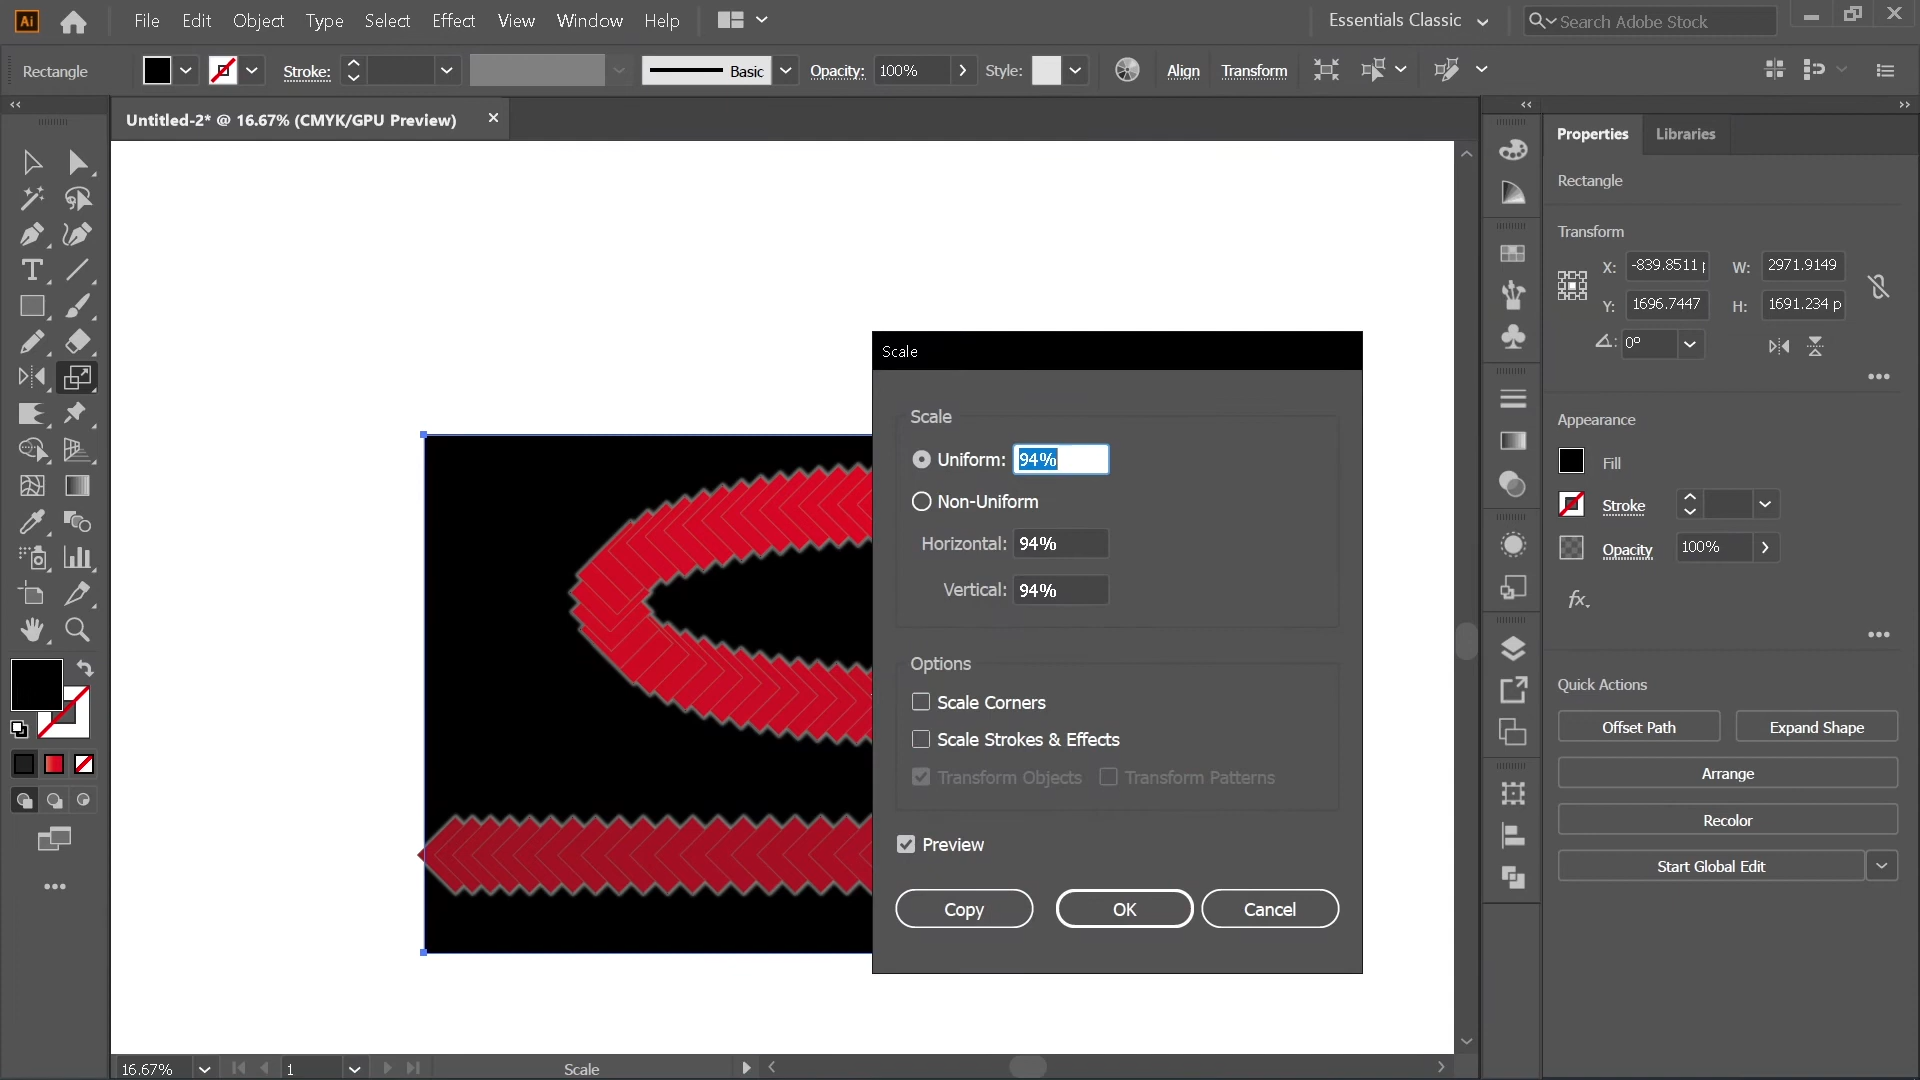 Ai
File Edit Object Type Select Effect View Window Help
Essentials Classic
Search Adobe Stock
Rectangle
Stroke:
Basic
Opacity: 100%
Style:
Align
Transform
Untitled-2* @ 16.67% (CMYK/GPU Preview)
Properties
Libraries
Rectangle
Transform
X: -839.8511 p
W: 2971.9149
Y: 1696.7447
H: 1691.234 p
0°
Appearance
Fill
Stroke
Opacity
100%
fx
Quick Actions
Offset Path
Expand Shape
Arrange
Recolor
Start Global Edit
Scale
Scale
Uniform: 94%
Non-Uniform
Horizontal: 94%
Vertical: 94%
Options
Scale Corners
Scale Strokes & Effects
Transform Objects
Transform Patterns
Preview
Copy
OK
Cancel
16.67%
1
Scale